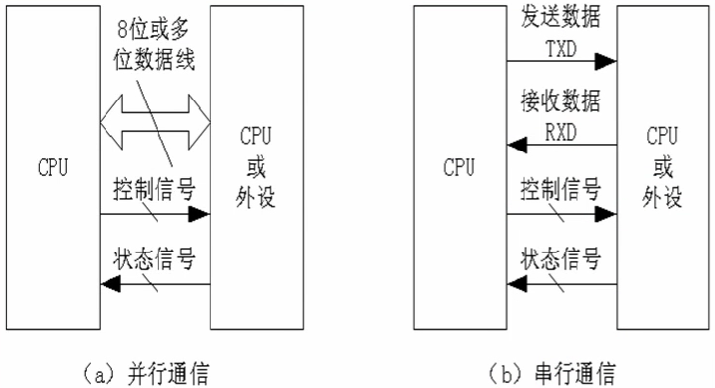 8位或多
位数据线
CPU
CPU
或
外设
控制信号
状态信号
(a)并行通信
发送数据
TXD
接收数据
RXD
CPU
CPU
或
外设
控制信号
状态信号
(b)串行通信